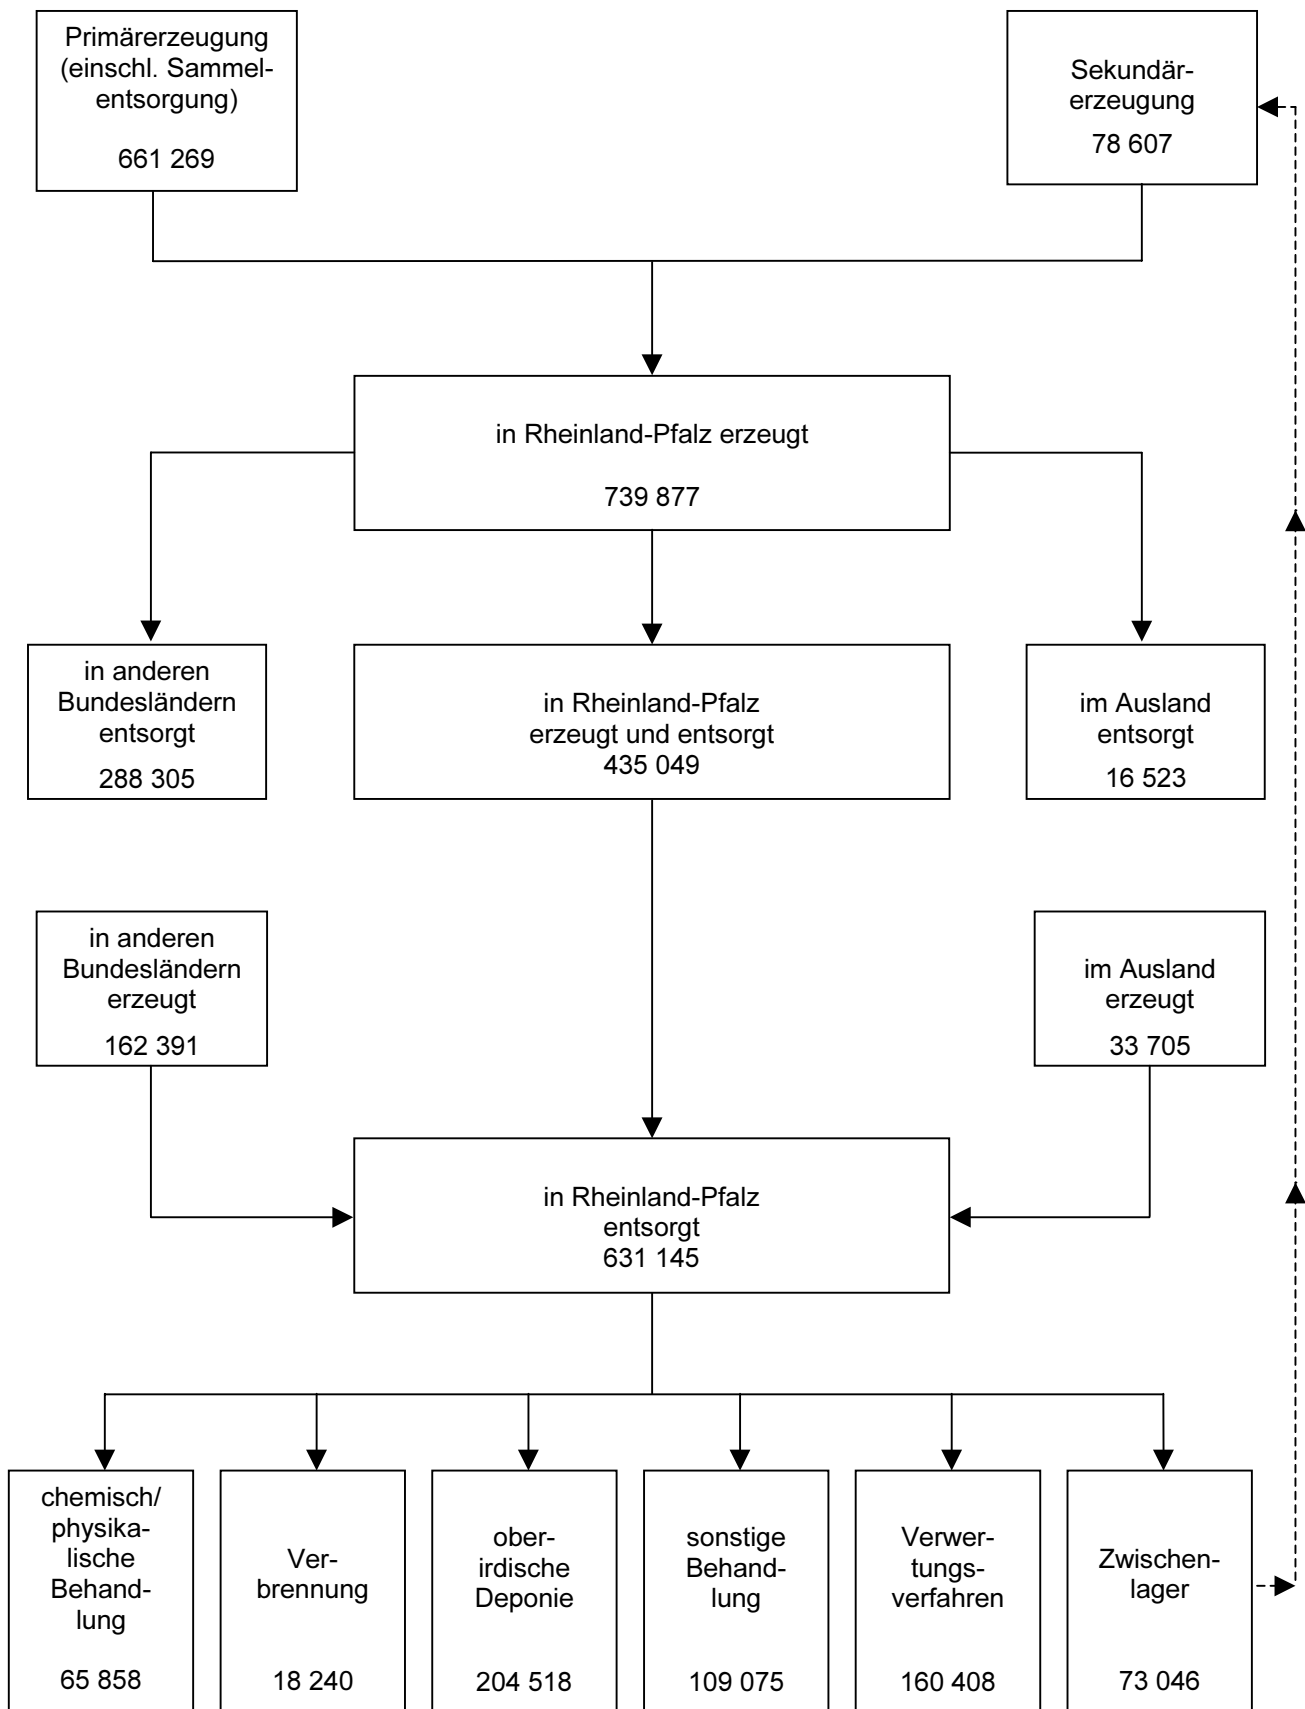 Primärerzeugung
(einschl. Sammel-
entsorgung)
661 269
Sekundär-
erzeugung
78 607
in Rheinland-Pfalz erzeugt
739 877
in anderen
Bundesländern
entsorgt
288 305
in Rheinland-Pfalz
erzeugt und entsorgt
435 049
im Ausland
entsorgt
16 523
in anderen
Bundesländern
erzeugt
162 391
im Ausland
erzeugt
33 705
in Rheinland-Pfalz
entsorgt
631 145
chemisch/
physika-
lische
Behand-
lung
65 858
Ver-
brennung
18 240
ober-
irdische
Deponie
204 518
sonstige
Behand-
lung
109 075
Verwer-
tungs-
verfahren
160 408
Zwischen-
lager
73 046